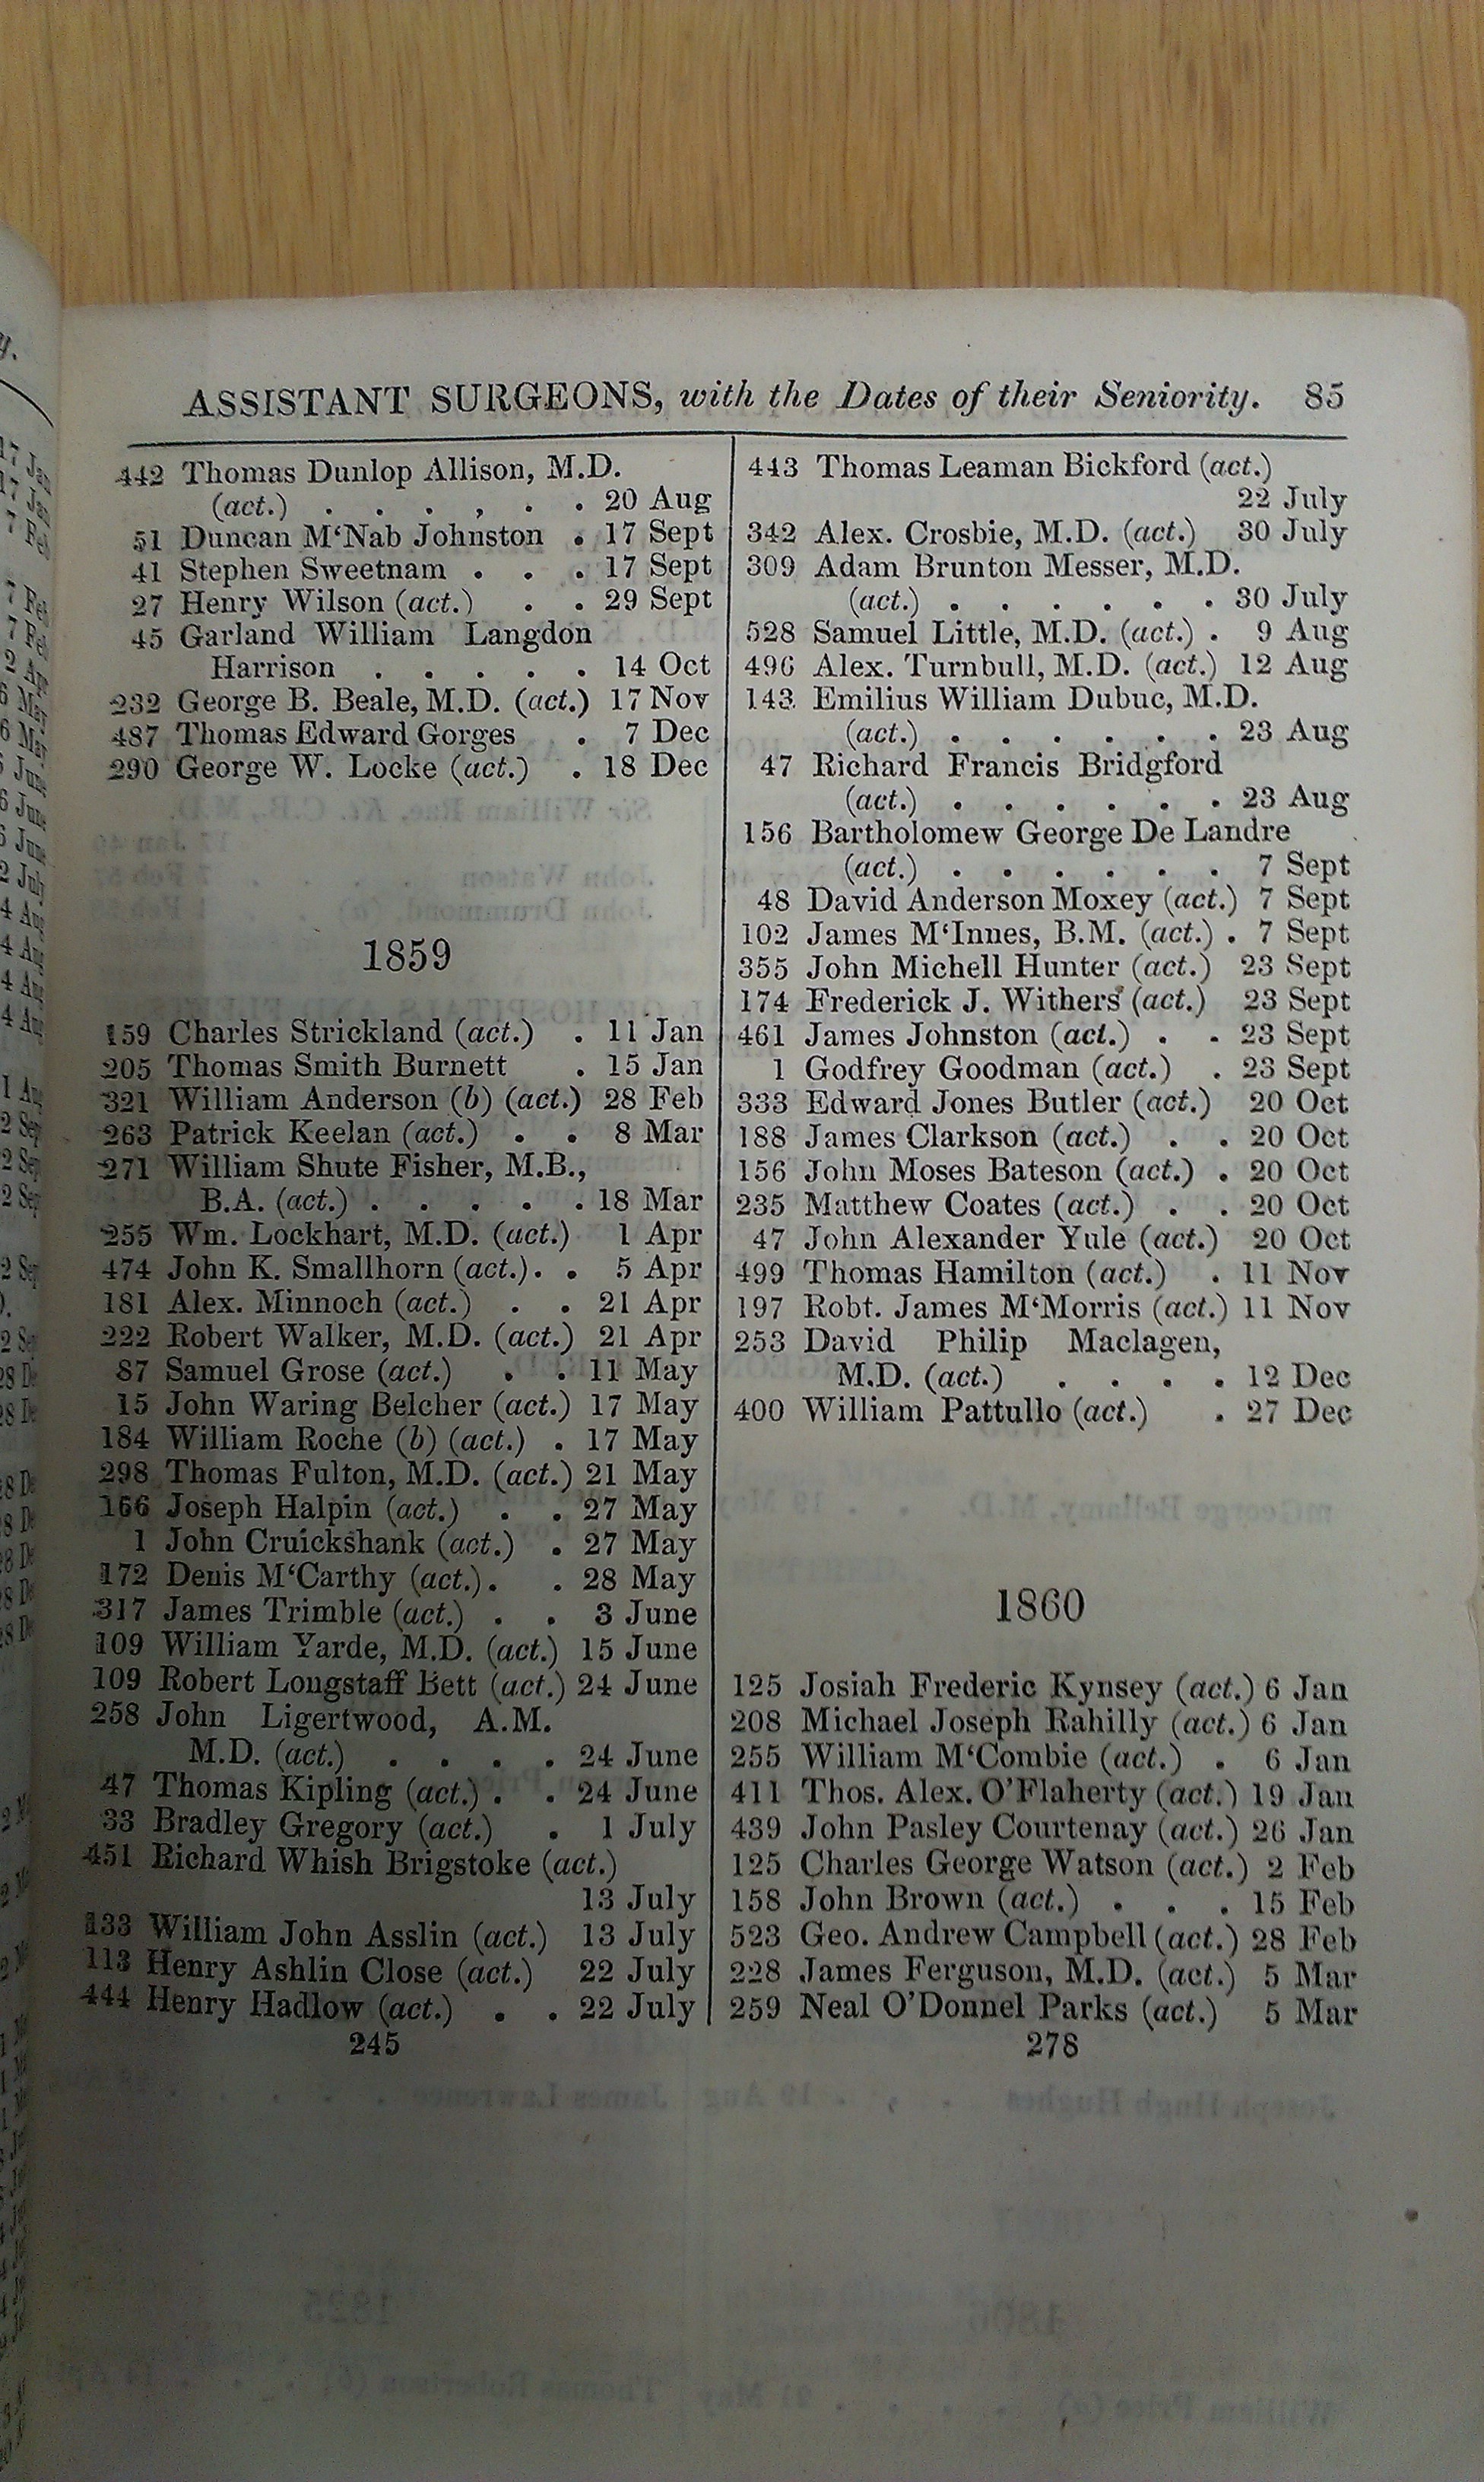 ASSISTANT SURGEONS, with the Dates of their Seniority. 85
442 Thomas Dunlop Allison, M.D.
(act.) . . . , . . 20 Aug
51 Duncan M‘Nab Johnston . 17 Sept
41 Stephen Sweetnam . . . 17 Sept
27 Henry Wilson (act.) . . 29 Sept
45 Garland William Langdon
Harrison . . . . . 14 Oct
232 George B. Beale, M.D. (act.) 17 Nov
487 Thomas Edward Gorges . 7 Dec
290 George W. Locke (act.) . 18 Dec
1859
159 Charles Strickland (act.) . 11 Jan
205 Thomas Smith Burnett . 15 Jan
321 William Anderson (b) (act.) 28 Feb
263 Patrick Keelan (act.) . . 8 Mar
271 William Shute Fisher, M.B.,
B.A. (act.) . . . . . 18 Mar
255 Wm. Lockhart, M.D. (act.) 1 Apr
474 John K. Smallhorn (act.) . . 5 Apr
181 Alex. Minnoch (act.) . . 21 Apr
222 Robert Walker, M.D. (act.) 21 Apr
87 Samuel Grose (act.) . . 11 May
15 John Waring Belcher (act.) 17 May
184 William Roche (b) (act.) . 17 May
298 Thomas Fulton, M.D. (act.) 21 May
166 Joseph Halpin (act.) . . 27 May
1 John Cruickshank (act.) . 27 May
172 Denis M‘Carthy (act.) . . 28 May
317 James Trimble (act.) . . 3 June
109 William Yarde, M.D. (act.) 15 June
109 Robert Longstaff Bett (act.) 24 June
258 John Ligertwood, A.M.
M.D. (act.) . . . . 24 June
47 Thomas Kipling (act.) . . 24 June
33 Bradley Gregory (act.) . 1 July
451 Richard Whish Brigstoke (act.)
13 July
133 William John Asslin (act.) 13 July
113 Henry Ashlin Close (act.) 22 July
444 Henry Hadlow (act.) . . 22 July
245
443 Thomas Leaman Bickford (act.)
22 July
342 Alex. Crosbie, M.D. (act.) 30 July
309 Adam Brunton Messer, M.D.
(act.) . . . . . . 30 July
528 Samuel Little, M.D. (act.) . 9 Aug
496 Alex. Turnbull, M.D. (act.) 12 Aug
143 Emilius William Dubuc, M.D.
(act.) . . . . . . 23 Aug
47 Richard Francis Bridgford
(act.) . . . . . . 23 Aug
156 Bartholomew George De Landre
(act.) . . . . . . 7 Sept
48 David Anderson Moxey (act.) 7 Sept
102 James M‘Innes, B.M. (act.) . 7 Sept
355 John Michell Hunter (act.) 23 Sept
174 Frederick J. Withers (act.) 23 Sept
461 James Johnston (act.) . . 23 Sept
1 Godfrey Goodman (act.) . 23 Sept
333 Edward Jones Butler (act.) 20 Oct
188 James Clarkson (act.) . . 20 Oct
156 John Moses Bateson (act.) . 20 Oct
235 Matthew Coates (act.) . . 20 Oct
47 John Alexander Yule (act.) 20 Oct
499 Thomas Hamilton (act.) . 11 Nov
197 Robt. James M‘Morris (act.) 11 Nov
253 David Philip Maclagen,
M.D. (act.) . . . . 12 Dec
400 William Pattullo (act.) . 27 Dec
1860
125 Josiah Frederic Kynsey (act.) 6 Jan
208 Michael Joseph Rahilly (act.) 6 Jan
255 William M‘Combie (act.) . 6 Jan
411 Thos. Alex. O’Flaherty (act.) 19 Jan
439 John Pasley Courtenay (act.) 26 Jan
125 Charles George Watson (act.) 2 Feb
158 John Brown (act.) . . . 15 Feb
523 Geo. Andrew Campbell (act.) 28 Feb
228 James Ferguson, M.D. (act.) 5 Mar
259 Neal O’Donnel Parks (act.) 5 Mar
278